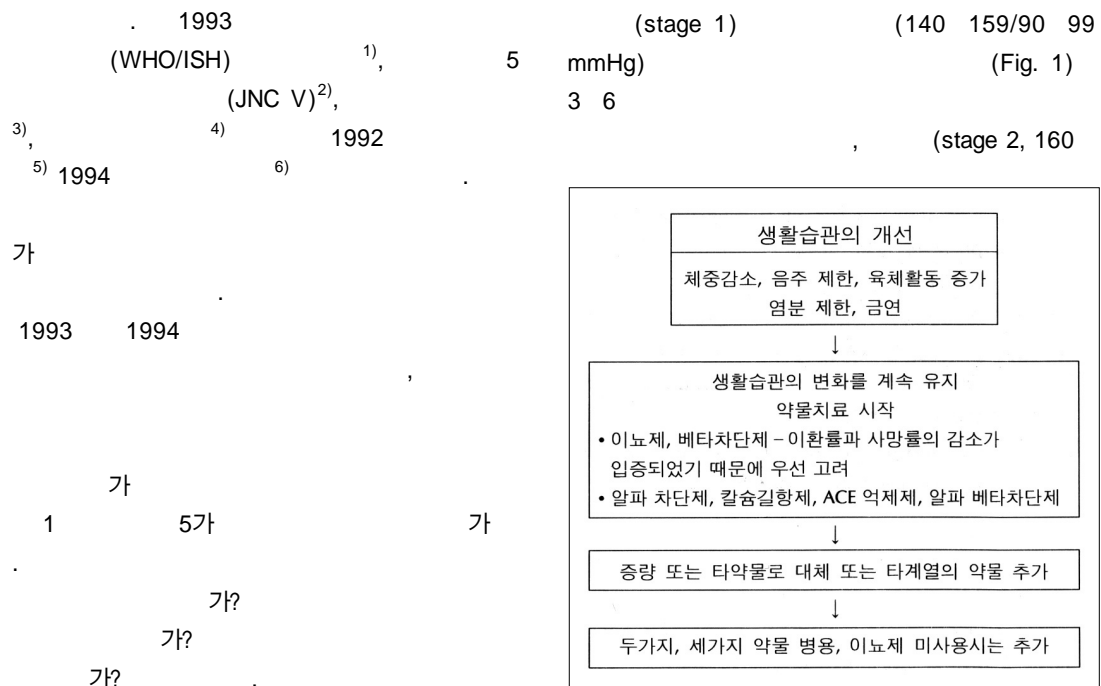 . 1993
(WHO/ISH) 1), 5
(JNC V)2),
3), 4) 1992
5) 1994 6) .
가
.
1993 1994
,
가
1 5가 가
.
가?
가?
가? .
(stage 1) (140 159/90 99
mmHg) (Fig. 1)
3 6
, (stage 2, 160
생활습관의 개선
체중감소, 음주 제한, 육체활동 증가
염분 제한, 금연
↓
생활습관의 변화를 계속 유지
약물치료 시작
• 이뇨제, 베타차단제 – 이환률과 사망률의 감소가
입증되었기 때문에 우선 고려
• 알파 차단제, 칼슘길항제, ACE 억제제, 알파 베타차단제
↓
증량 또는 타약물로 대체 또는 타계열의 약물 추가
↓
두가지, 세가지 약물 병용, 이뇨제 미사용시는 추가